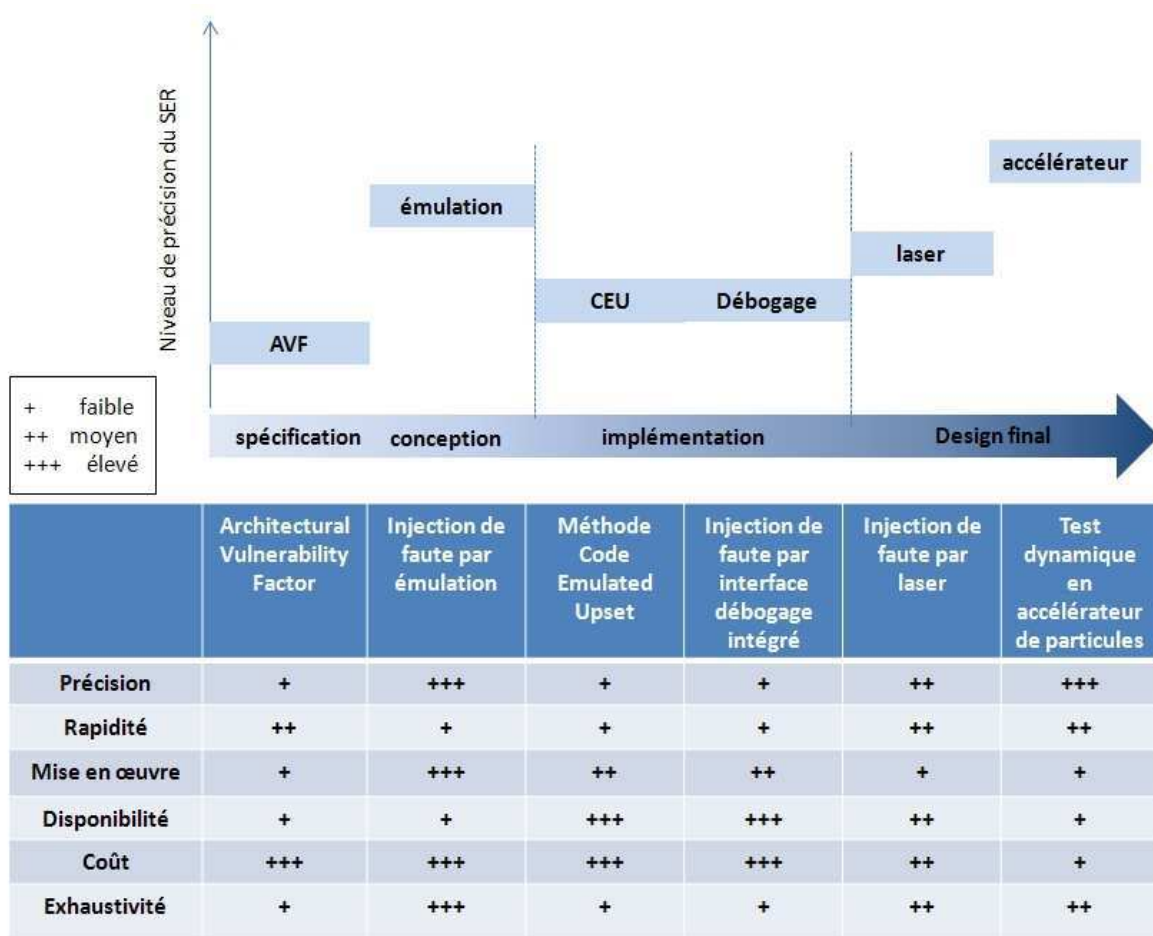 Niveau de précision du SER
accélérateur
émulation
laser
CEU
Débogage
AVF
+ faible
++ moyen
+++ élevé
spécification conception implémentation Design final
Architectural Vulnerability Factor
Injection de faute par émulation
Méthode Code Emulated Upset
Injection de faute par interface débogage intégré
Injection de faute par laser
Test dynamique en accélérateur de particules
Précision + +++ + + ++ +++
Rapidité ++ + + + ++ ++
Mise en œuvre + +++ ++ ++ + +
Disponibilité + + +++ +++ ++ +
Coût +++ +++ +++ +++ ++ +
Exhaustivité + +++ + + ++ ++